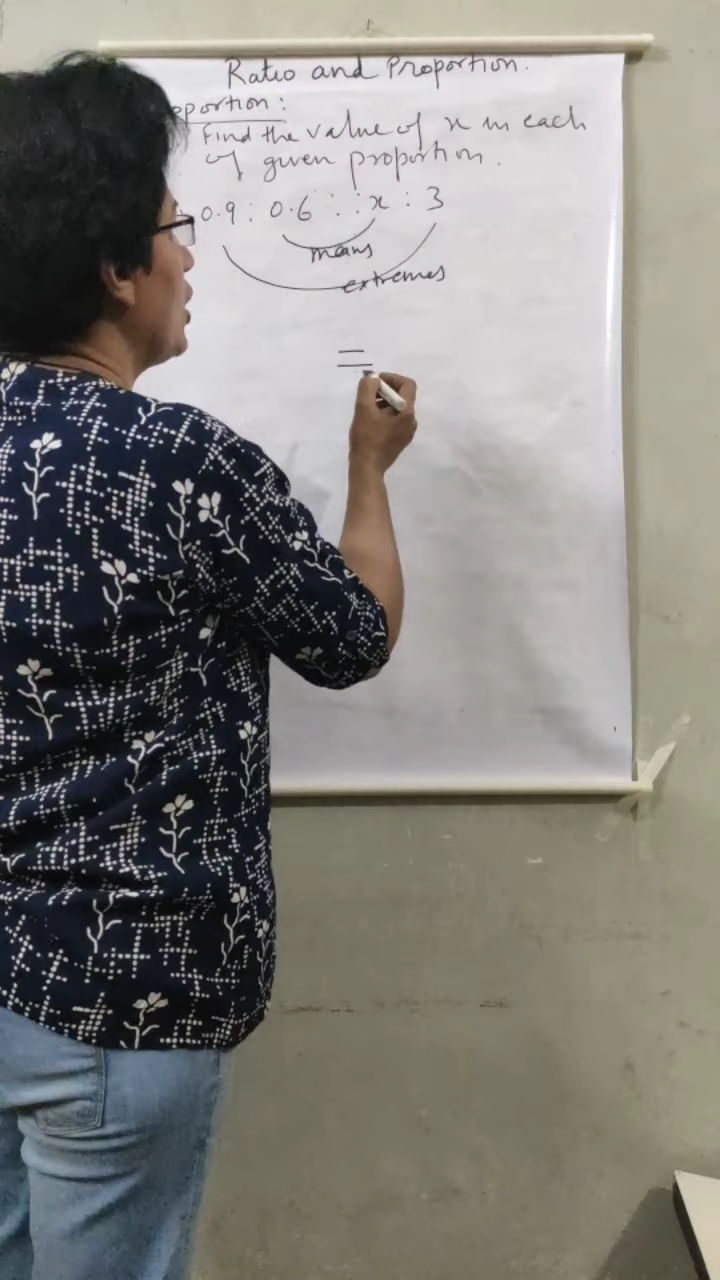 Ratio and Proportion.
oportion :
Find the value of x in each
of given proportion.
0.9 : 0.6 :: x : 3
means
extremes
=